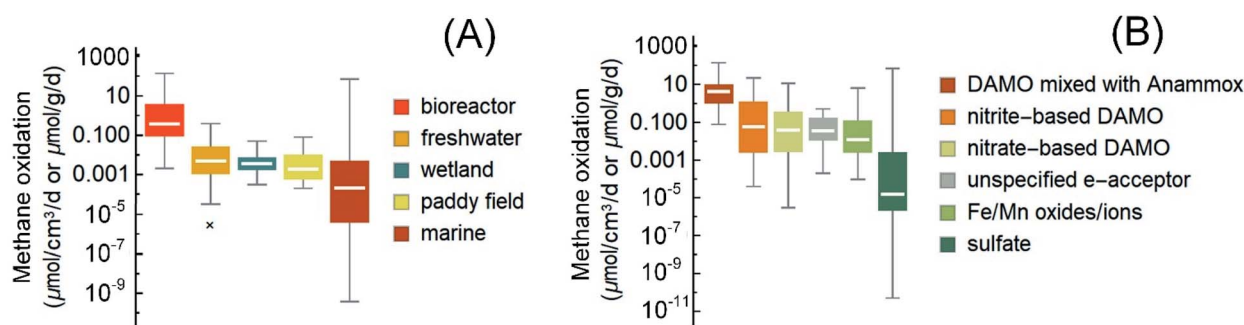 (A)
Methane oxidation
(μmol/cm³/d or μmol/g/d)
1000
10
0.100
0.001
10⁻⁵
10⁻⁷
10⁻⁹
bioreactor
freshwater
wetland
paddy field
marine
(B)
Methane oxidation
(μmol/cm³/d or μmol/g/d)
1000
10
0.100
0.001
10⁻⁵
10⁻⁷
10⁻⁹
10⁻¹¹
DAMO mixed with Anammox
nitrite-based DAMO
nitrate-based DAMO
unspecified e-acceptor
Fe/Mn oxides/ions
sulfate